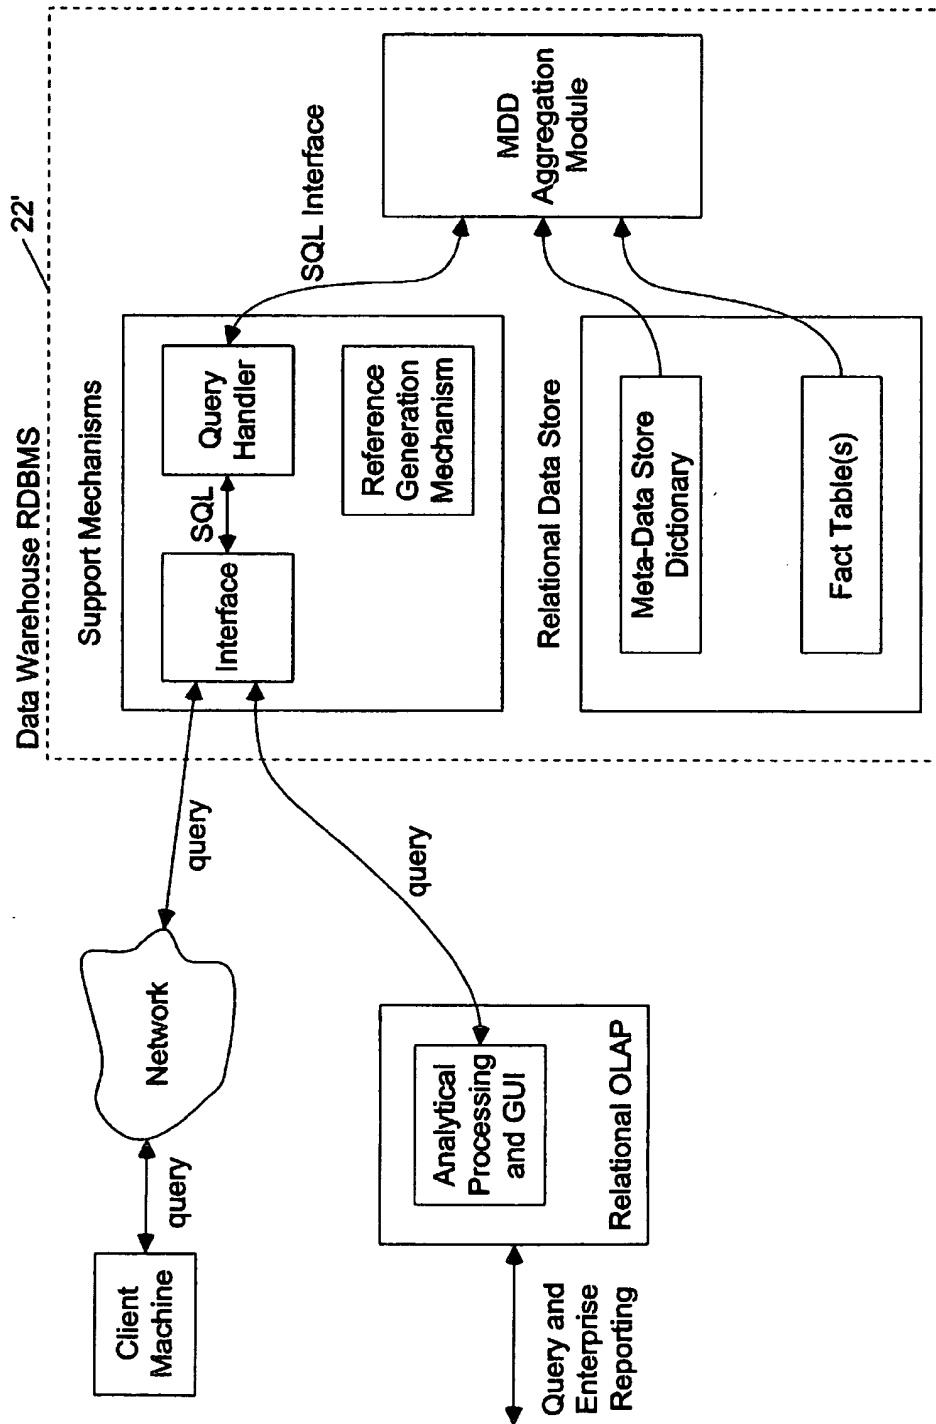 Data Warehouse RDBMS
22'
Support Mechanisms
Interface
SQL
Query
Handler
Reference
Generation
Mechanism
SQL Interface
MDD
Aggregation
Module
Relational Data Store
Meta-Data Store
Dictionary
Fact Table(s)
Client
Machine
query
Network
query
query
Analytical
Processing
and GUI
Relational OLAP
Query and
Enterprise
Reporting